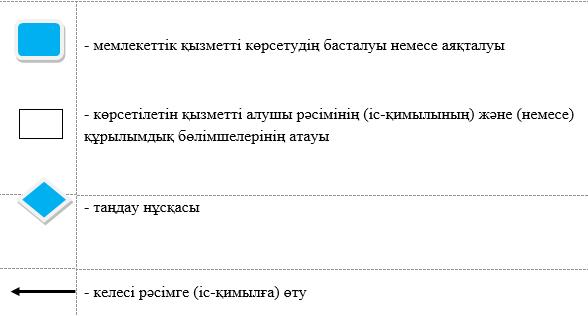 - мемлекеттік қызметті көрсетудің басталуы немесе аяқталуы
- көрсетілетін қызметті алушы рәсімінің (іс-қимылының) және (немесе)
құрылымдық бөлімшелерінің атауы
- таңдау нұсқасы
- келесі рәсімге (іс-қимылға) өту